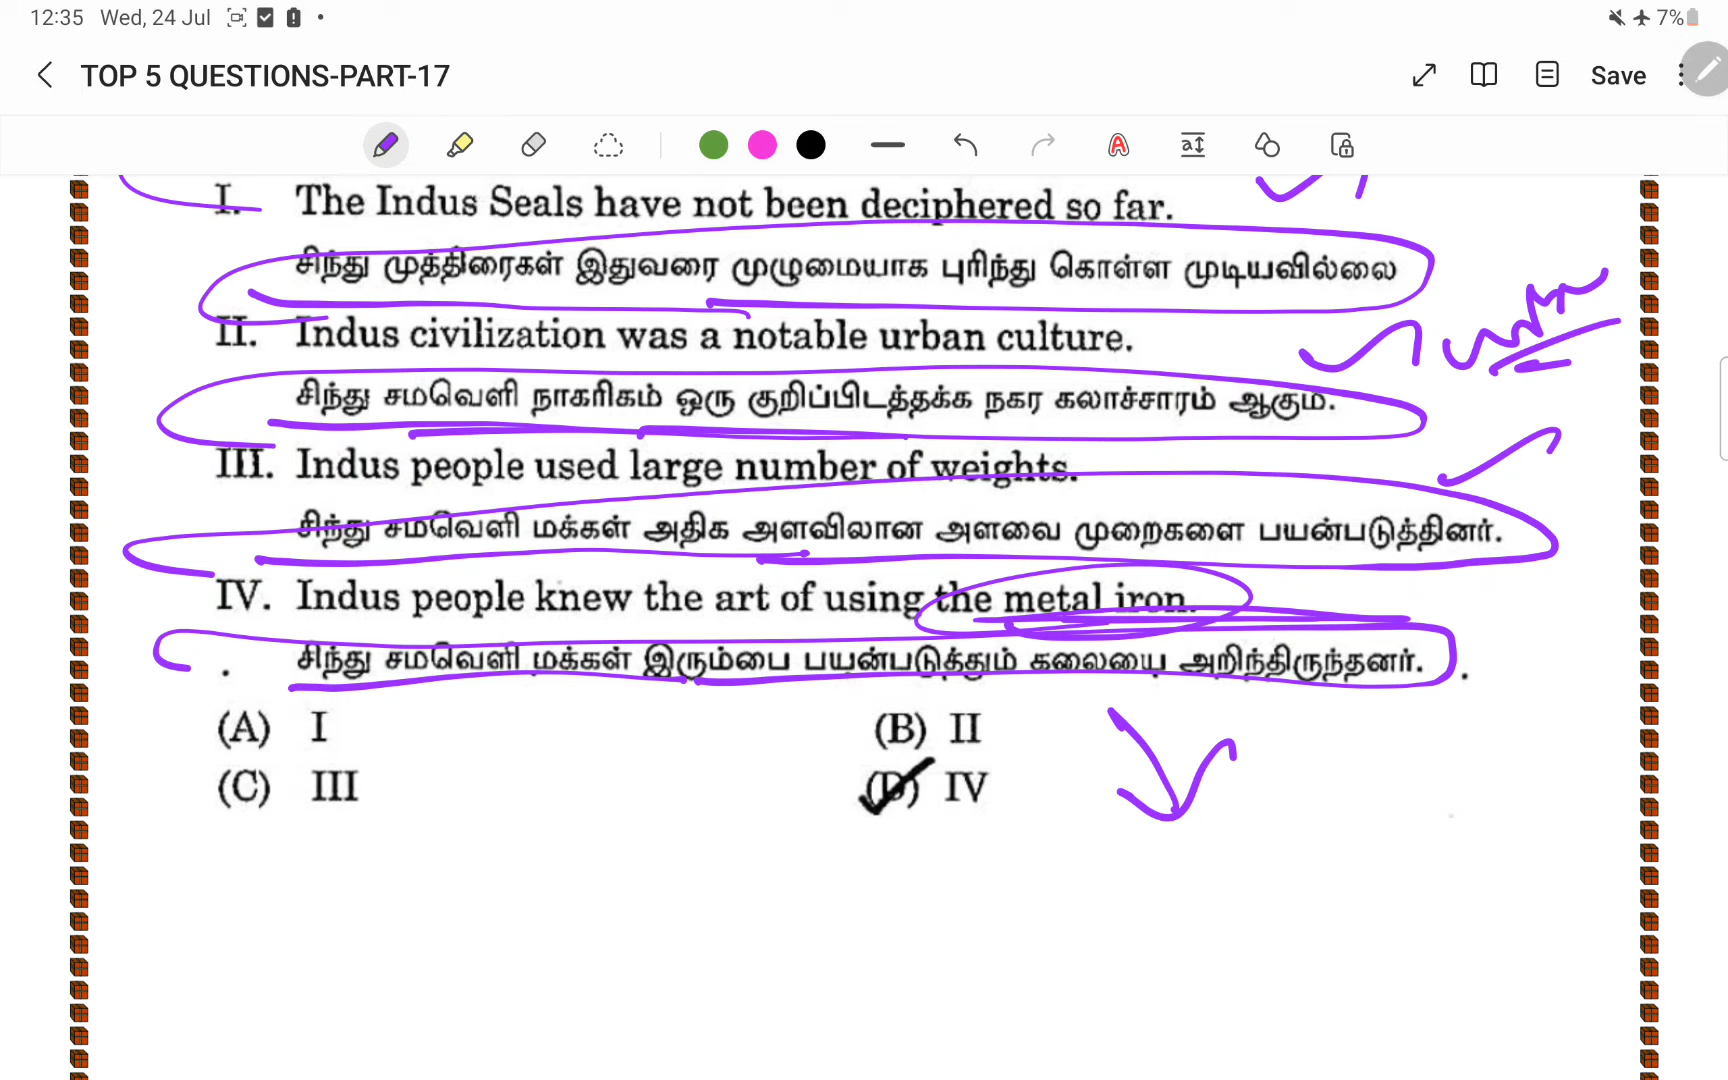 12:35 Wed, 24 Jul
7%
TOP 5 QUESTIONS-PART-17
Save
I. The Indus Seals have not been deciphered so far.
சிந்து முத்திரைகள் இதுவரை முழுமையாக புரிந்து கொள்ள முடியவில்லை
II. Indus civilization was a notable urban culture.
சிந்து சமவெளி நாகரிகம் ஒரு குறிப்பிடத்தக்க நகர கலாச்சாரம் ஆகும்.
III. Indus people used large number of weights.
சிந்து சமவெளி மக்கள் அதிக அளவிலான அளவை முறைகளை பயன்படுத்தினர்.
IV. Indus people knew the art of using the metal iron.
சிந்து சமவெளி மக்கள் இரும்பை பயன்படுத்தும் கலையை அறிந்திருந்தனர்.
(A) I (B) II
(C) III (D) IV